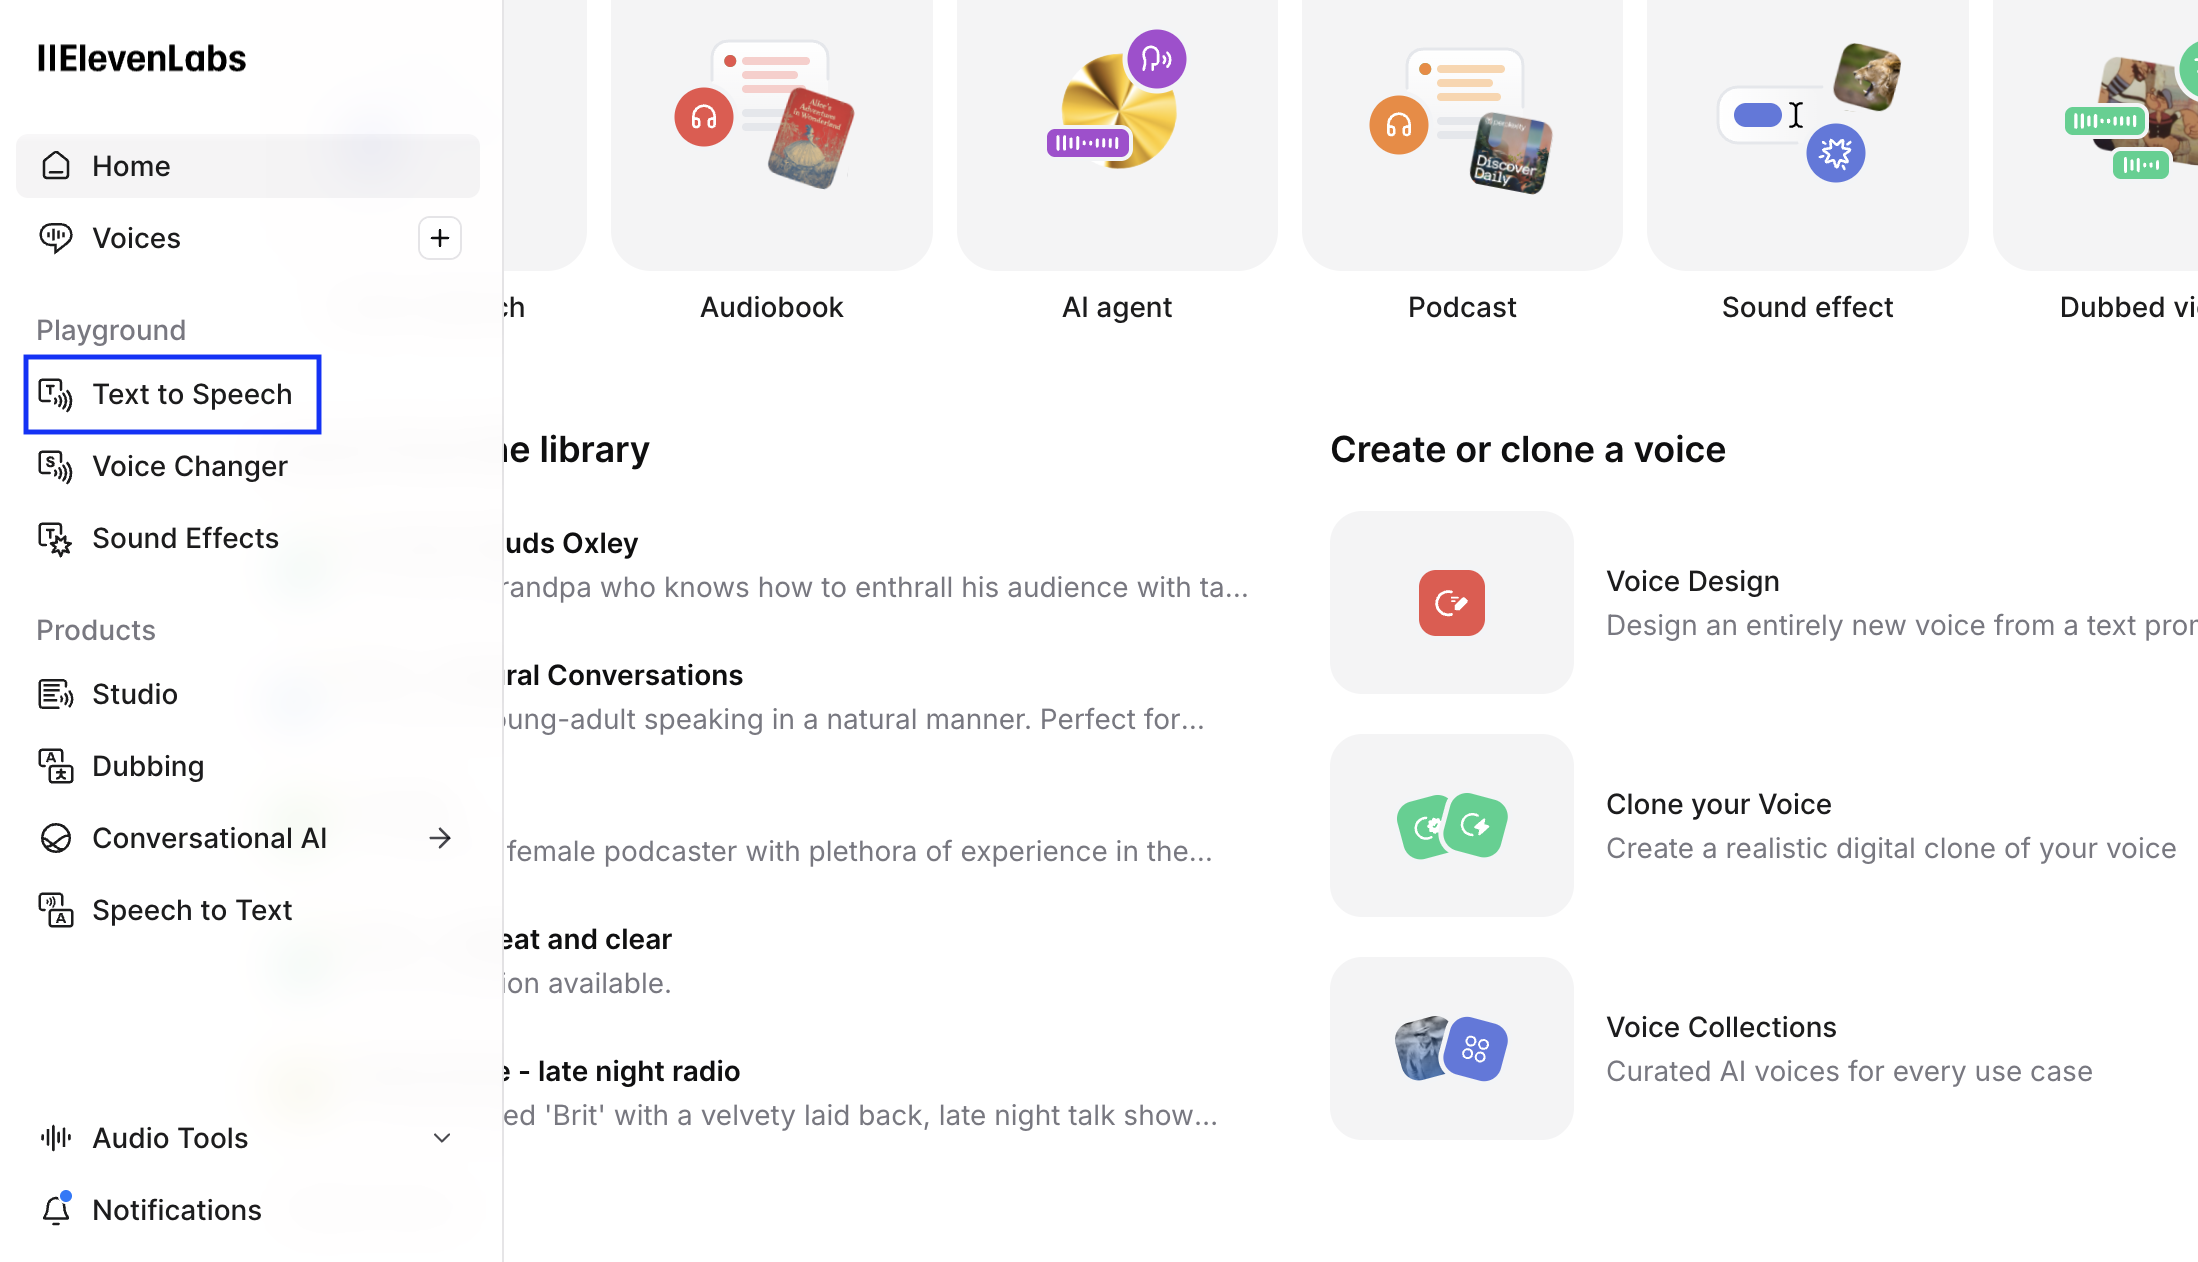 IIElevenLabs
Home
Voices
Playground
Text to Speech
Voice Changer
Sound Effects
Products
Studio
Dubbing
Conversational AI
Speech to Text
Audio Tools
Notifications
ch
Audiobook
AI agent
Podcast
Sound effect
Dubbed vi
Alice's
Adventures
in Wonderland
perplexity
Discover
Daily
ne library
uds Oxley
randpa who knows how to enthrall his audience with ta...
ral Conversations
oung-adult speaking in a natural manner. Perfect for...
female podcaster with plethora of experience in the...
eat and clear
ion available.
e - late night radio
ed 'Brit' with a velvety laid back, late night talk show...
Create or clone a voice
Voice Design
Design an entirely new voice from a text pro
Clone your Voice
Create a realistic digital clone of your voice
Voice Collections
Curated AI voices for every use case